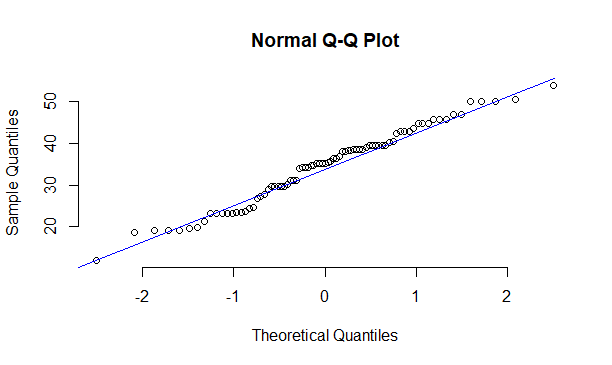 Normal Q-Q Plot
Sample Quantiles
50
40
30
20
-2 -1 0 1 2
Theoretical Quantiles